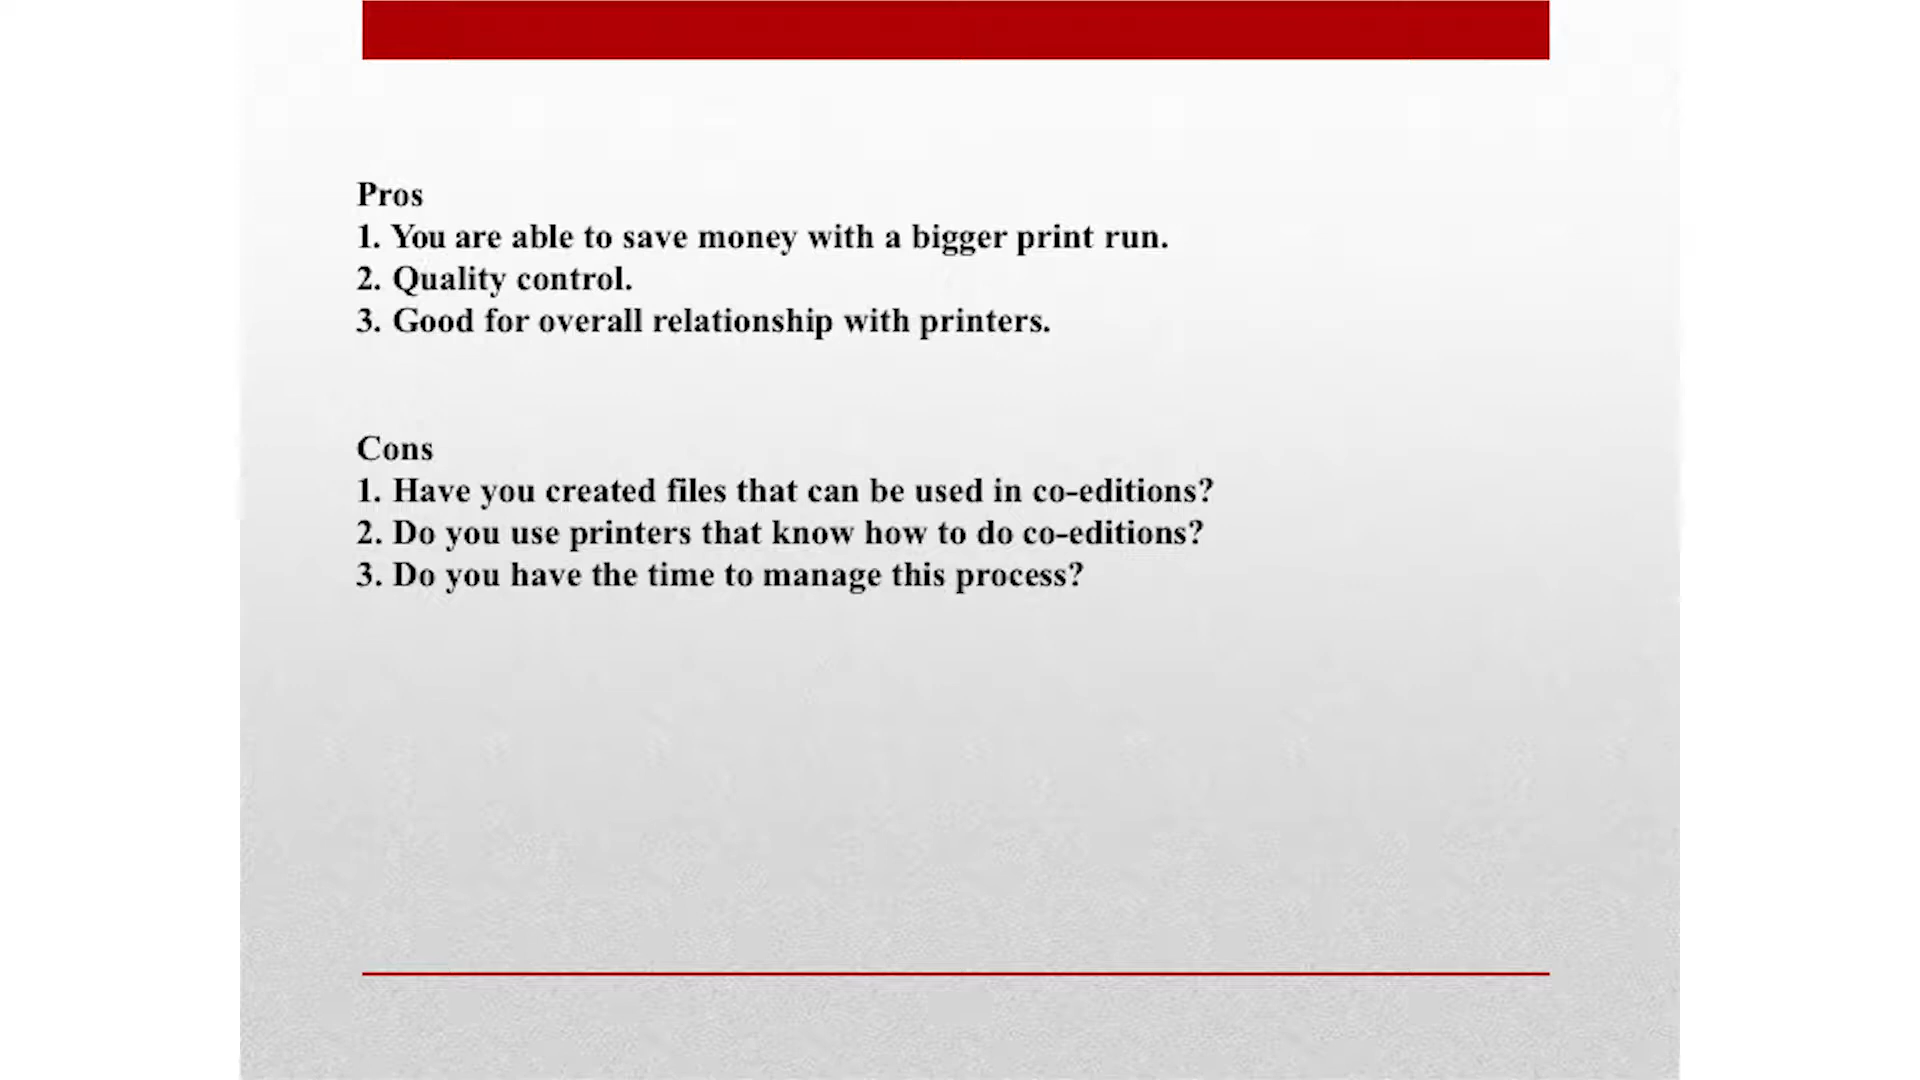 Pros
1. You are able to save money with a bigger print run.
2. Quality control.
3. Good for overall relationship with printers.
Cons
1. Have you created files that can be used in co-editions?
2. Do you use printers that know how to do co-editions?
3. Do you have the time to manage this process?